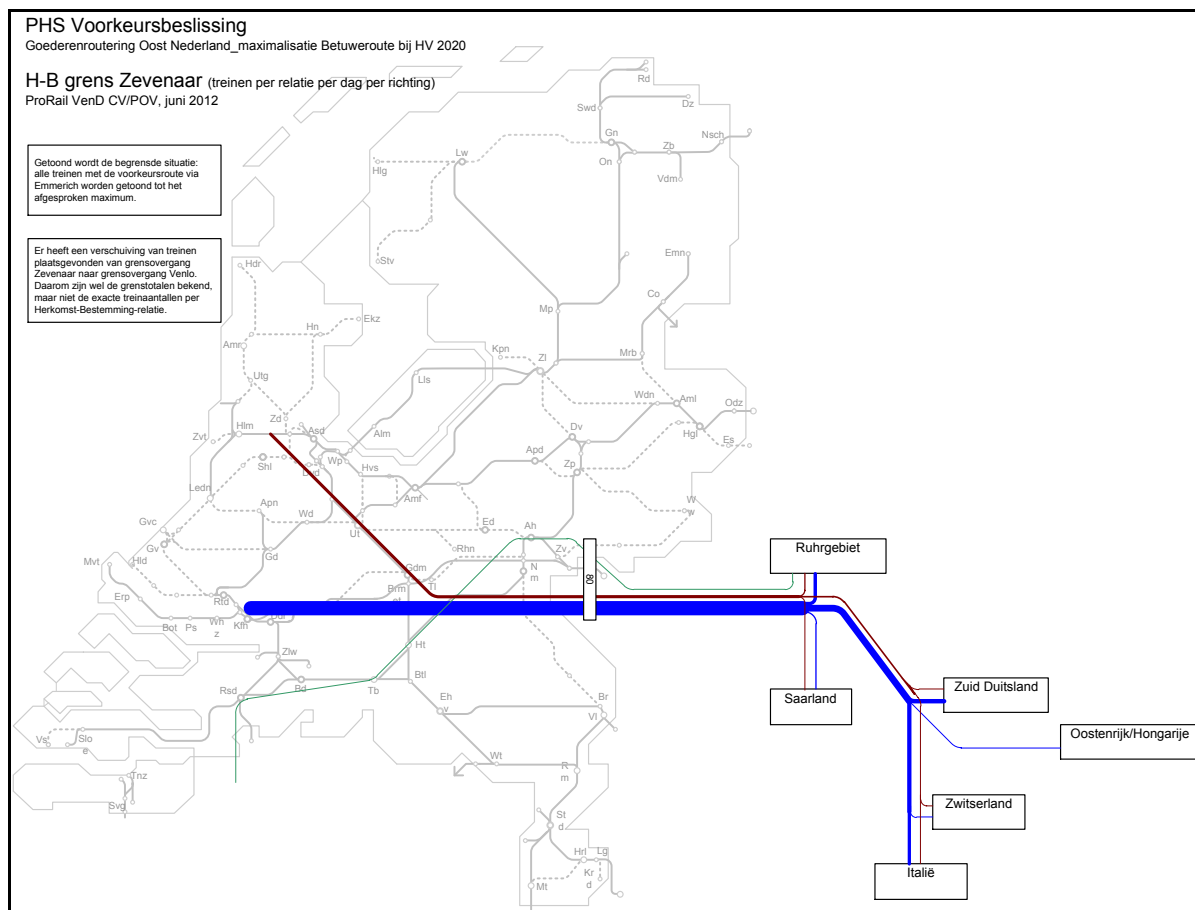 PHS Voorkeursbeslissing
Goederenroutering Oost Nederland_maximalisatie Betuweroute bij HV 2020
H-B grens Zevenaar (treinen per relatie per dag per richting)
ProRail VenD CV/POV, juni 2012
Getoond wordt de begrensde situatie:
alle treinen met de voorkeursroute via
Emmerich worden getoond tot het
afgesproken maximum.
Er heeft een verschuiving van treinen
plaatsgevonden van grensovergang
Zevenaar naar grensovergang Venlo.
Daarom zijn wel de grenstotalen bekend,
maar niet de exacte treinaantallen per
Herkomst-Bestemming-relatie.
Rd
Swd
Dz
Gn
Nsch
Zb
On
Vdm
Lw
Hlg
Stv
Hdr
Emn
Co
Mp
Ekz
Hn
Amr
Kpn
Zl
Mrb
Utg
Lls
Wdn
Aml
Odz
Hgl
Es
Zd
Asd
Hlm
Zvt
Alm
Dv
Wp
Hvs
Apd
Zp
Shl
Ledn
Amf
W
w
Apn
Wd
Ut
Ed
Ah
Gvc
Gv
Gd
Rhn
Zv
Mvt
Hld
Gdm
N
m
Tl
Brm
Erp
Rtd
Bot
Ps
Wh
z
Kfh
80
Ruhrgebiet
Ht
Zlw
Btl
Rsd
Bd
Tb
Eh
v
Br
Vl
Saarland
Zuid Duitsland
Vs
Slo
e
Oostenrijk/Hongarije
Wt
R
m
Tnz
Svg
Zwitserland
St
d
Hrl
Lg
Kr
d
Mt
Italië